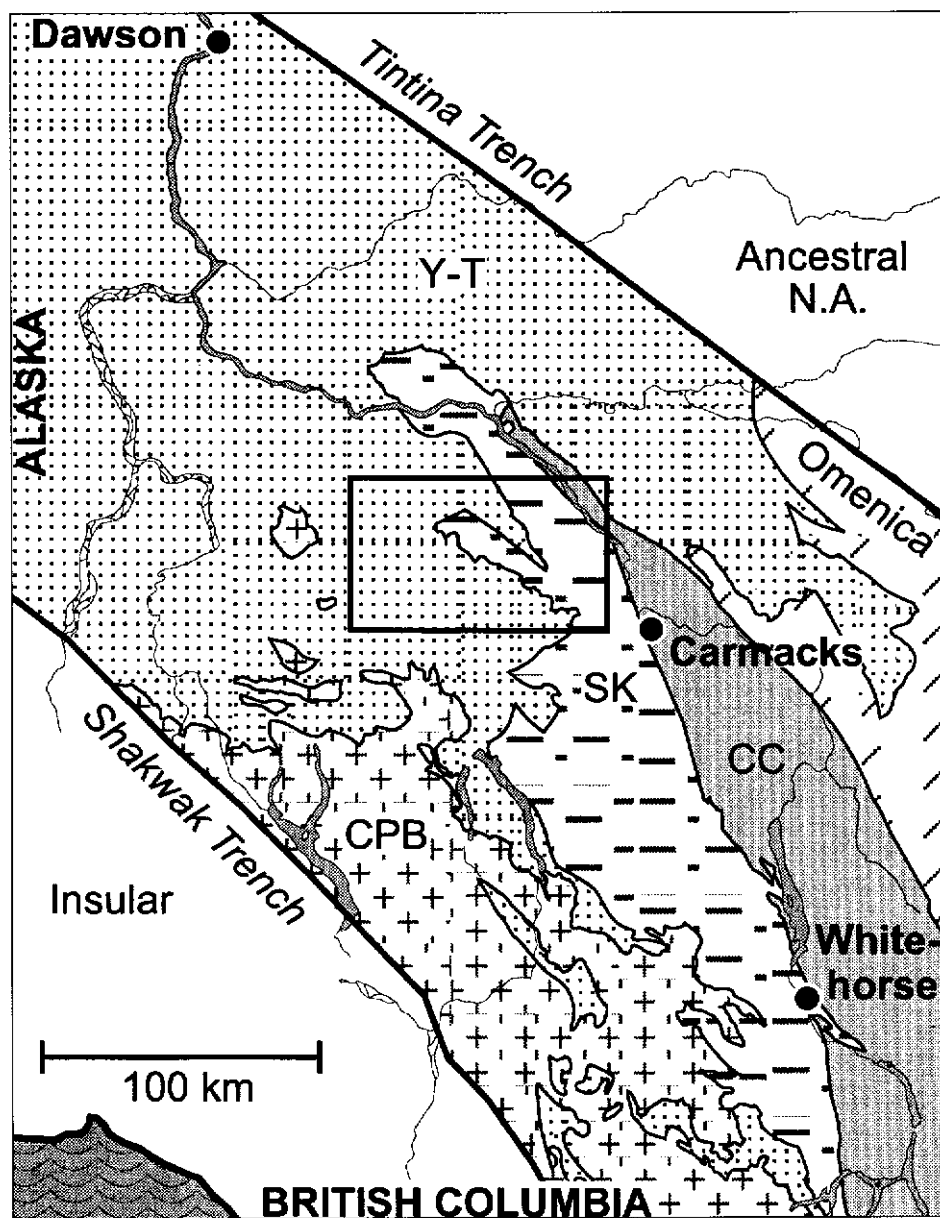 Dawson
Tintina Trench
Ancestral
N.A.
Y-T
ALASKA
Omenica
Carmacks
SK
CC
Shakwak Trench
CPB
Insular
White-
horse
100 km
BRITISH COLUMBIA